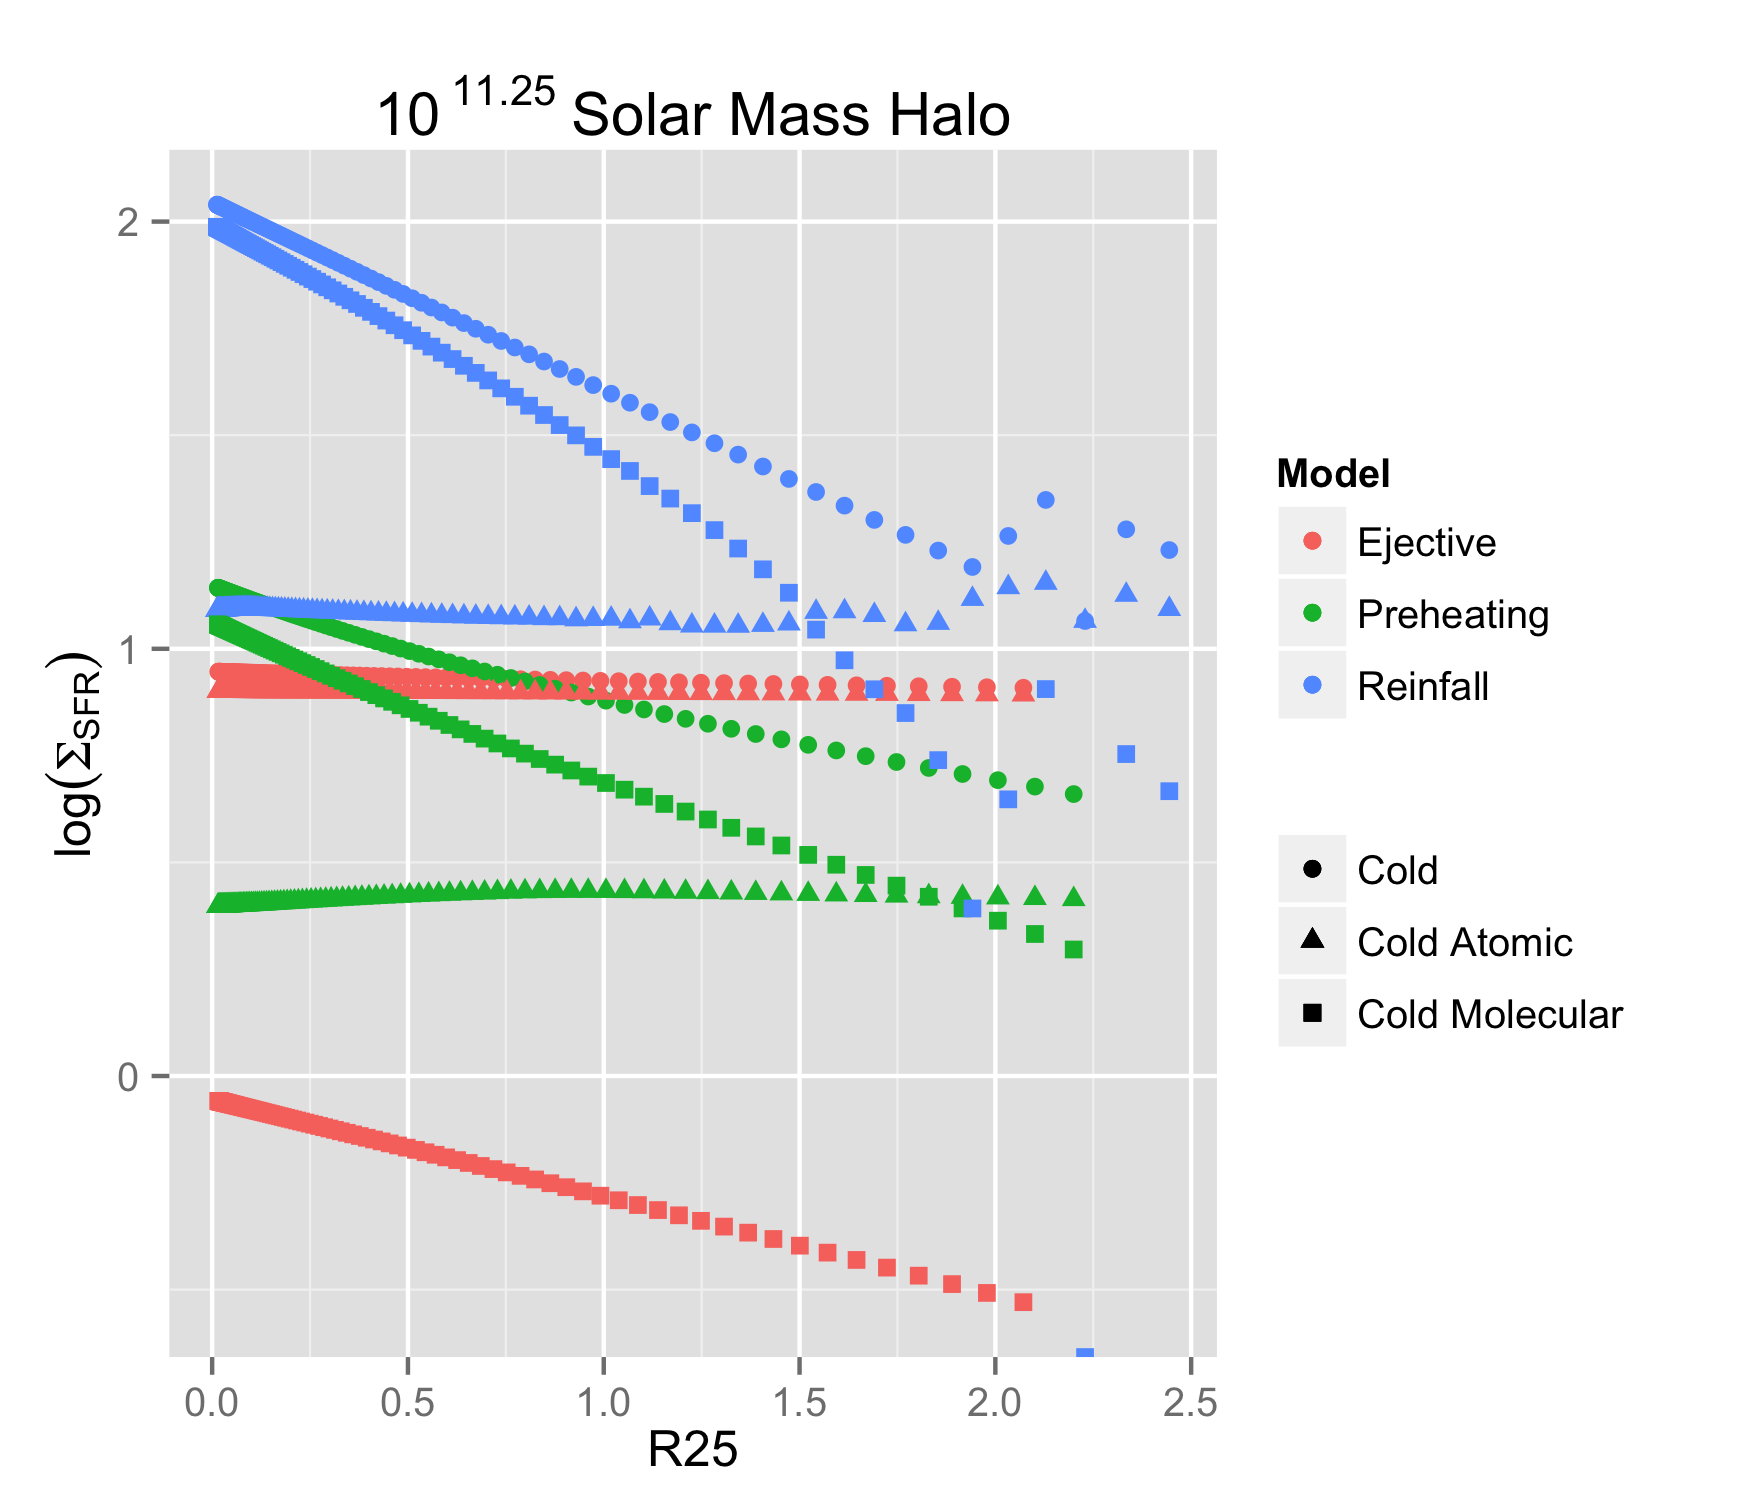 10 11.25 Solar Mass Halo
2
1
0
log(ΣSFR)
0.0 0.5 1.0 1.5 2.0 2.5
R25
Model
Ejective
Preheating
Reinfall
Cold
Cold Atomic
Cold Molecular